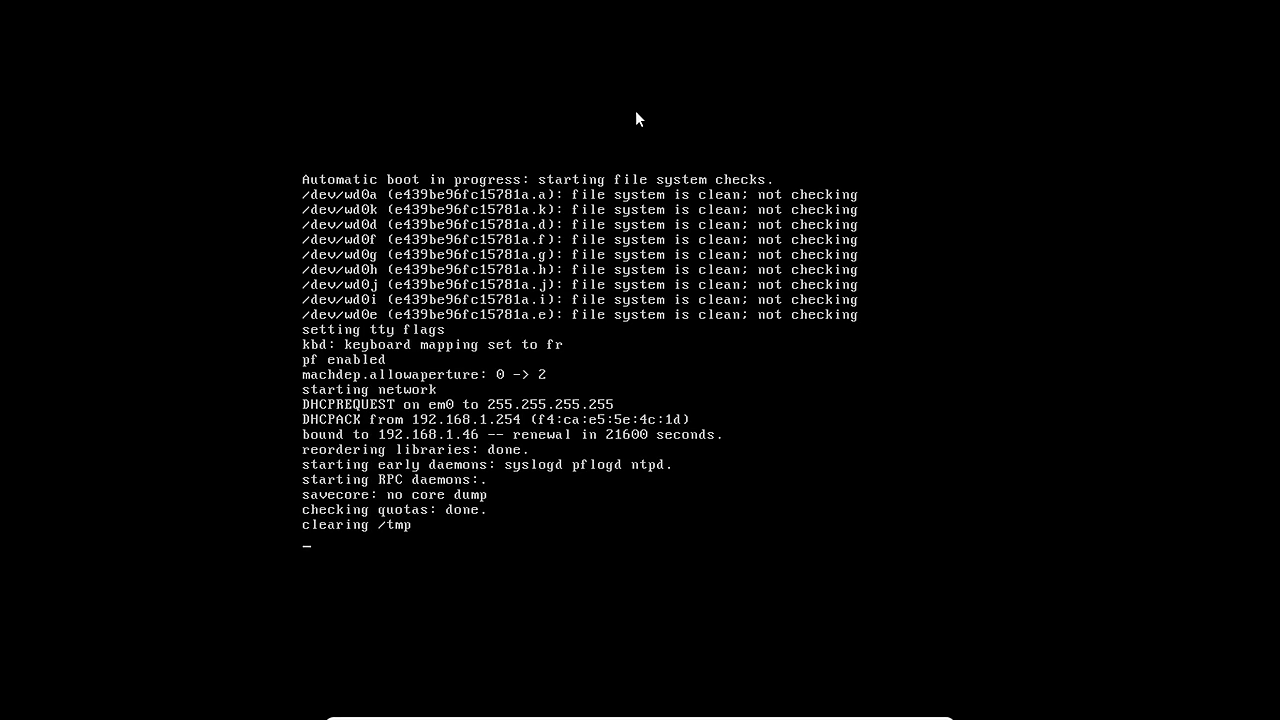 Automatic boot in progress: starting file system checks.
/dev/wd0a (e439be96fc15781a.a): file system is clean; not checking
/dev/wd0k (e439be96fc15781a.k): file system is clean; not checking
/dev/wd0d (e439be96fc15781a.d): file system is clean; not checking
/dev/wd0f (e439be96fc15781a.f): file system is clean; not checking
/dev/wd0g (e439be96fc15781a.g): file system is clean; not checking
/dev/wd0h (e439be96fc15781a.h): file system is clean; not checking
/dev/wd0j (e439be96fc15781a.j): file system is clean; not checking
/dev/wd0i (e439be96fc15781a.i): file system is clean; not checking
/dev/wd0e (e439be96fc15781a.e): file system is clean; not checking
setting tty flags
kbd: keyboard mapping set to fr
pf enabled
machdep.allowaperture: 0 -> 2
starting network
DHCPREQUEST on em0 to 255.255.255.255
DHCPACK from 192.168.1.254 (f4:ca:e5:5e:4c:1d)
bound to 192.168.1.46 -- renewal in 21600 seconds.
reordering libraries: done.
starting early daemons: syslogd pflogd ntpd.
starting RPC daemons:.
savecore: no core dump
checking quotas: done.
clearing /tmp